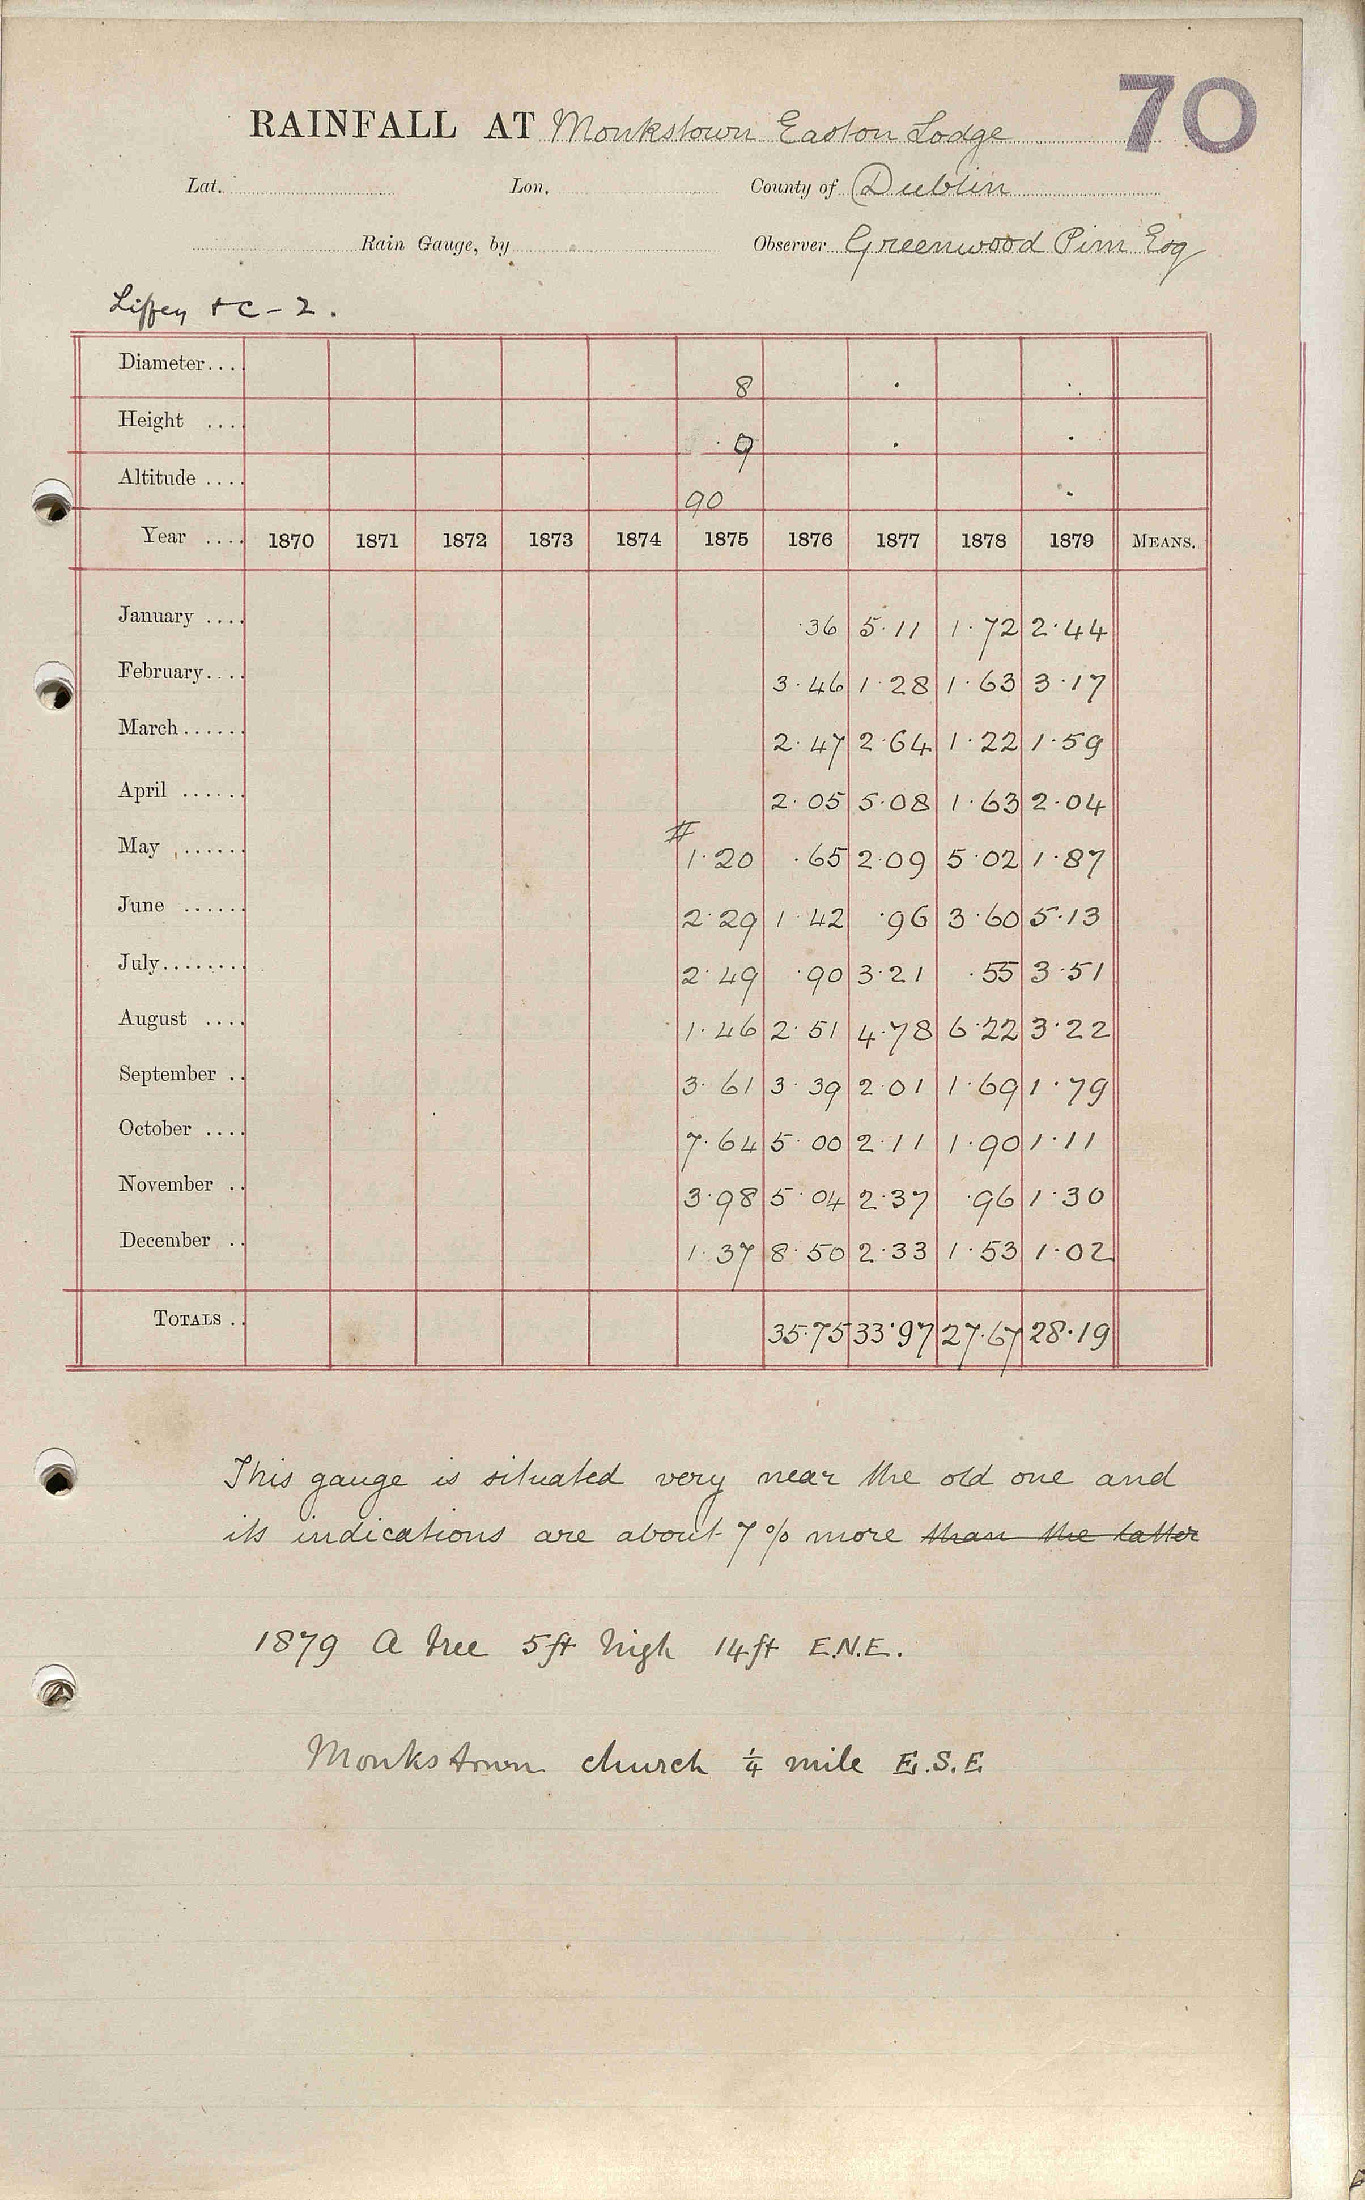 70
RAINFALL AT Monkstown Easton Lodge
Lat. Lon. County of Dublin
Rain Gauge, by Observer Greenwood Pim Esq
Liffey &c - 2.
Diameter.... 8
Height .... 9
Altitude .... 90
Year .... 1870 1871 1872 1873 1874 1875 1876 1877 1878 1879 MEANS.
January .... ·36 5·11 1·72 2·44
February.... 3·46 1·28 1·63 3·17
March...... 2·47 2·64 1·22 1·59
April ...... 2·05 5·08 1·63 2·04
May ...... # 1·20 ·65 2·09 5·02 1·87
June ...... 2·29 1·42 ·96 3·60 5·13
July........ 2·49 ·90 3·21 ·55 3·51
August .... 1·46 2·51 4·78 6·22 3·22
September .. 3·61 3·39 2·01 1·69 1·79
October .... 7·64 5·00 2·11 1·90 1·11
November .. 3·98 5·04 2·37 ·96 1·30
December .. 1·37 8·50 2·33 1·53 1·02
TOTALS .. 35·75 33·97 27·67 28·19
This gauge is situated very near the old one and
its indications are about 7% more than the latter
1879 A tree 5ft high 14ft E.N.E.
Monkstown church ¼ mile E.S.E